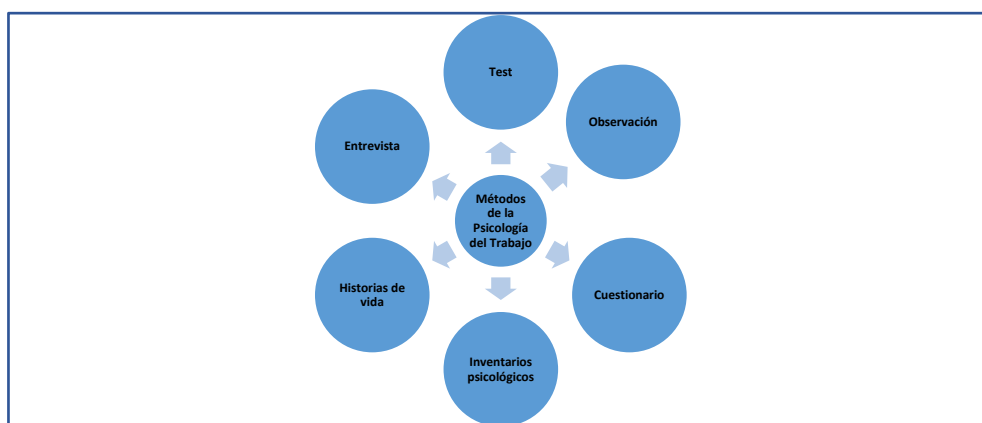 Test
Observación
Entrevista
Métodos
de la
Psicología
del Trabajo
Historias de
vida
Cuestionario
Inventarios
psicológicos